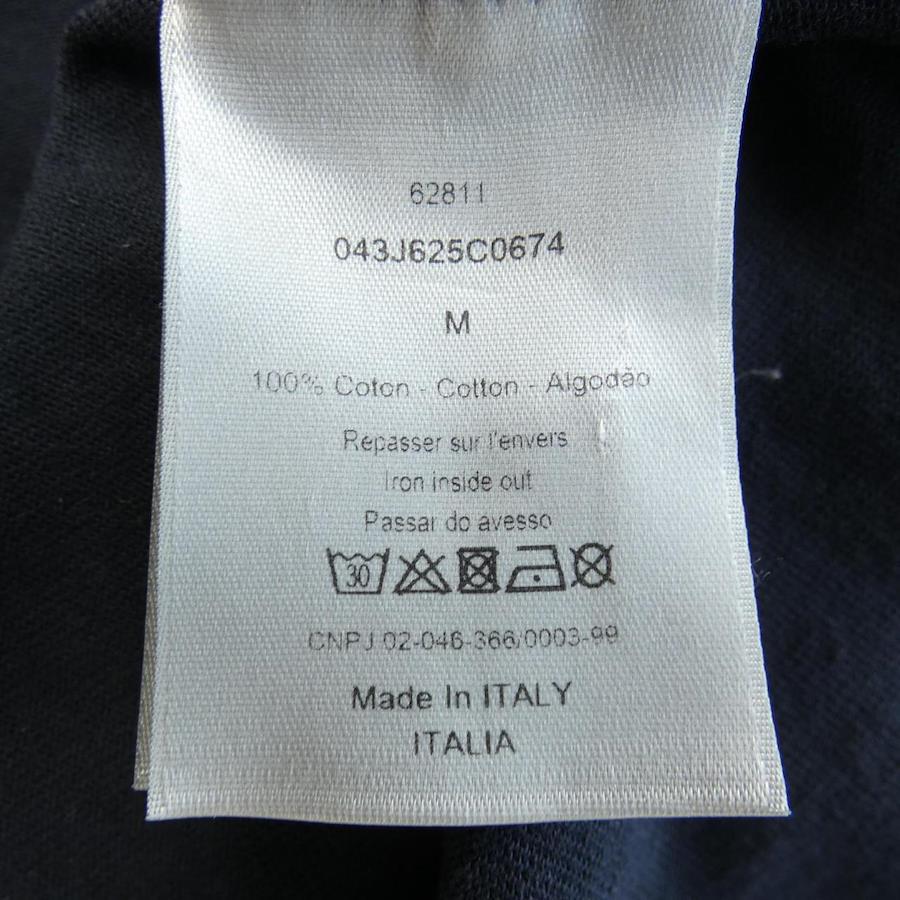 62811
043J625C0674
M
100% Coton - Cotton - Algodão
Repasser sur l'envers
Iron inside out
Passar do avesso
30
CNPJ 02-046-366/0003-99
Made In ITALY
ITALIA